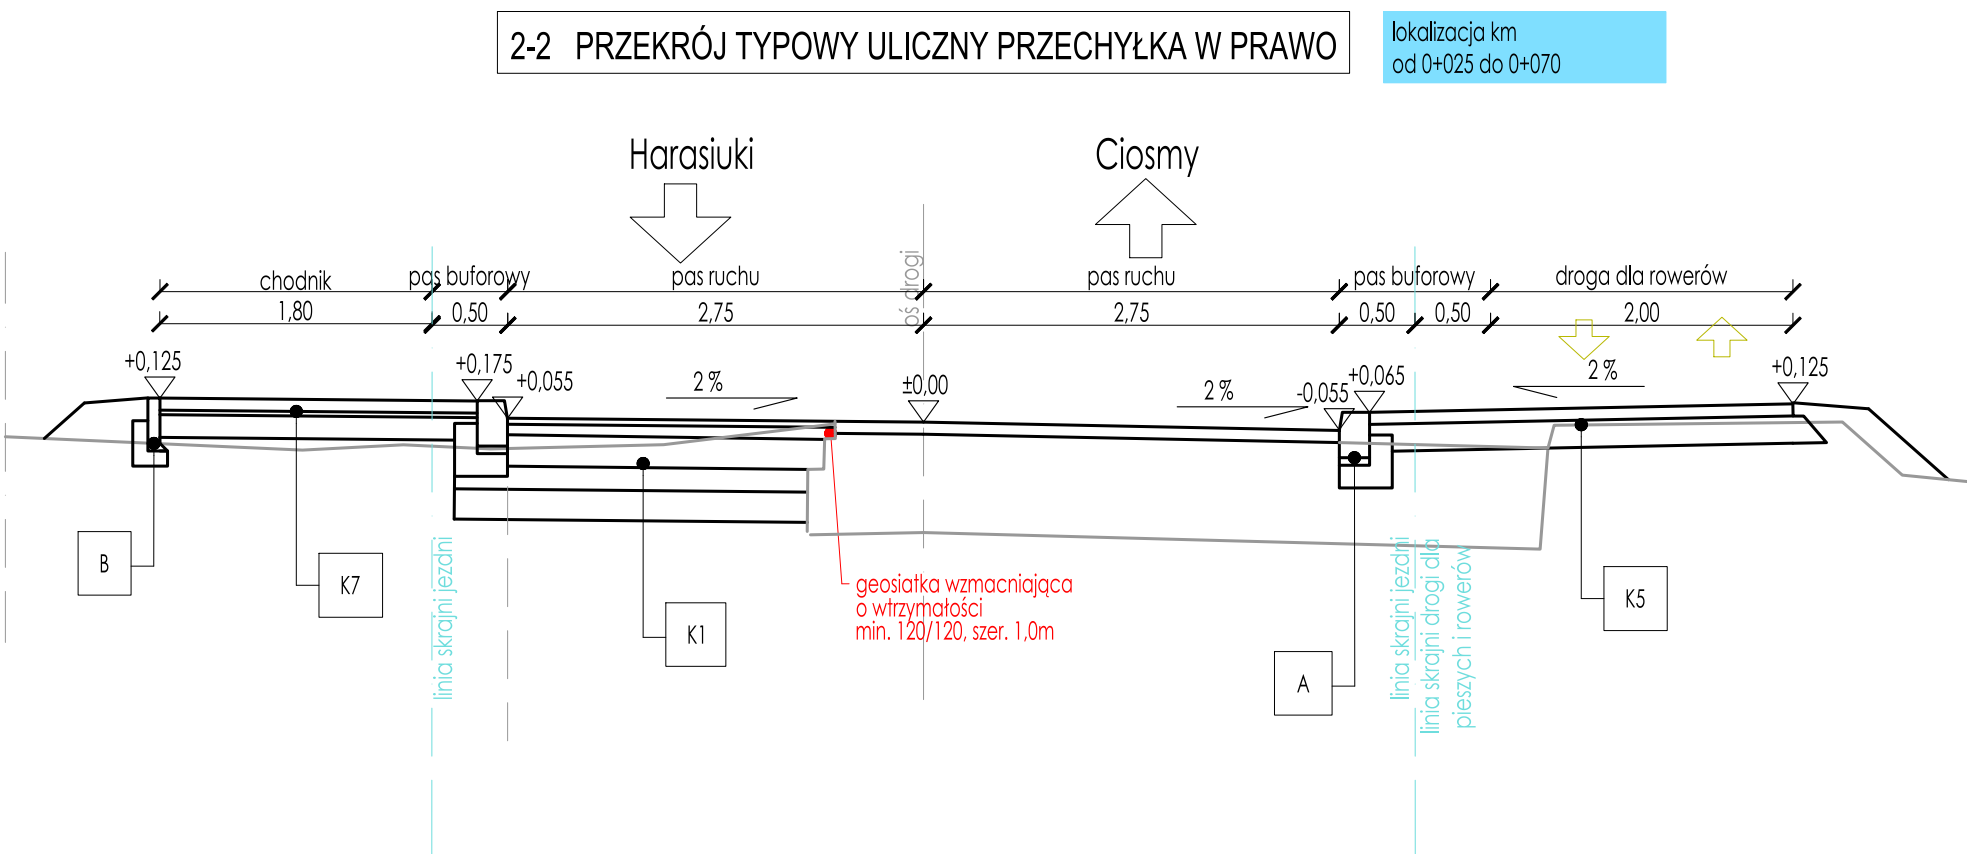 2-2 PRZEKRÓJ TYPOWY ULICZNY PRZECHYŁKA W PRAWO
lokalizacja km
od 0+025 do 0+070
Harasiuki
Ciosmy
chodnik
pas buforowy
pas ruchu
oś drogi
pas ruchu
pas buforowy
droga dla rowerów
1,80
0,50
2,75
2,75
0,50
0,50
2,00
+0,125
+0,175
+0,055
2 %
±0,00
2 %
-0,055
+0,065
2 %
+0,125
B
K7
linia skrajni jezdni
K1
geosiatka wzmacniająca
o wtrzymałości
min. 120/120, szer. 1,0m
A
linia skrajni jezdni
linia skrajni drogi dla
pieszych i rowerów
K5